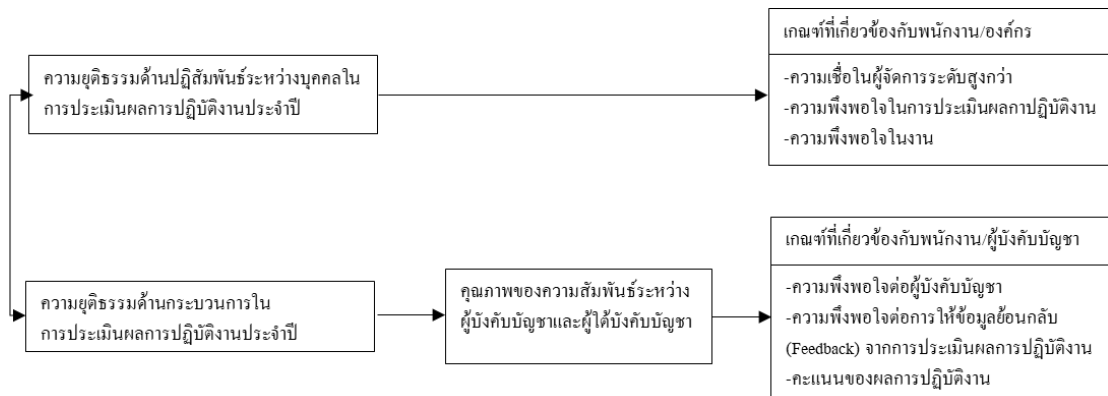 เกณฑ์ที่เกี่ยวข้องกับพนักงาน/องค์กร
-ความเชื่อในผู้จัดการระดับสูงกว่า
-ความพึงพอใจในการประเมินผลกาปฏิบัติงาน
-ความพึงพอใจในงาน
ความยุติธรรมด้านปฏิสัมพันธ์ระหว่างบุคคลใน
การประเมินผลการปฏิบัติงานประจำปี
ความยุติธรรมด้านกระบวนการใน
การประเมินผลการปฏิบัติงานประจำปี
คุณภาพของความสัมพันธ์ระหว่าง
ผู้บังคับบัญชาและผู้ใต้บังคับบัญชา
เกณฑ์ที่เกี่ยวข้องกับพนักงาน/ผู้บังคับบัญชา
-ความพึงพอใจต่อผู้บังคับบัญชา
-ความพึงพอใจต่อการให้ข้อมูลย้อนกลับ
(Feedback) จากการประเมินผลการปฏิบัติงาน
-คะแนนของผลการปฏิบัติงาน